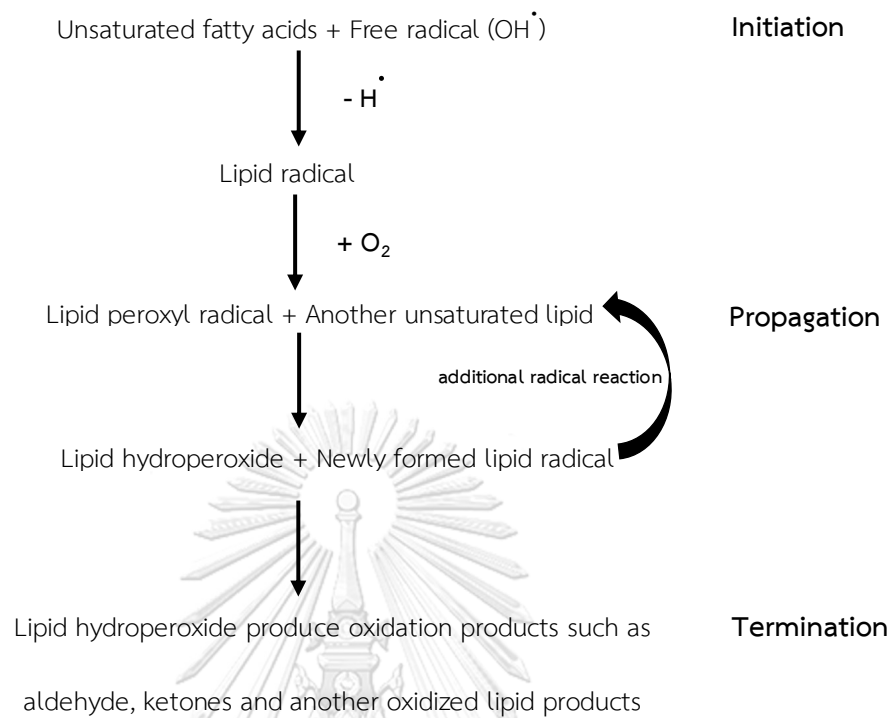 Unsaturated fatty acids + Free radical (OH•) Initiation
- H•
Lipid radical
+ O₂
Lipid peroxyl radical + Another unsaturated lipid Propagation
additional radical reaction
Lipid hydroperoxide + Newly formed lipid radical
Lipid hydroperoxide produce oxidation products such as Termination
aldehyde, ketones and another oxidized lipid products